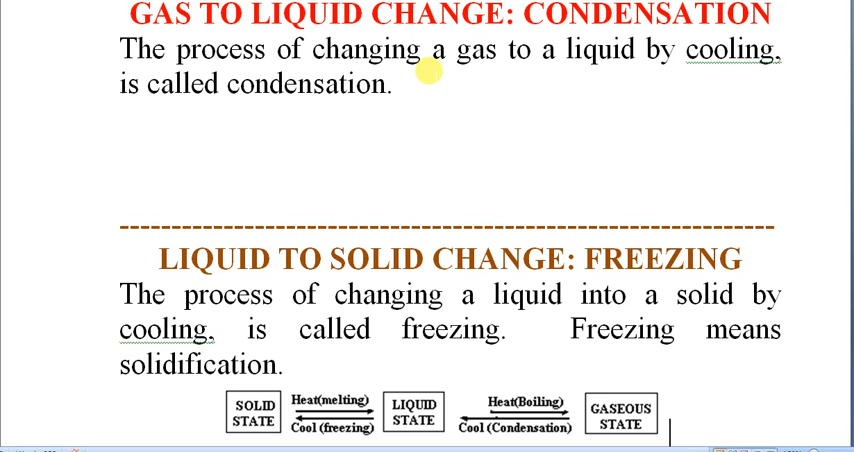 GAS TO LIQUID CHANGE: CONDENSATION
The process of changing a gas to a liquid by cooling,
is called condensation.
LIQUID TO SOLID CHANGE: FREEZING
The process of changing a liquid into a solid by
cooling, is called freezing. Freezing means
solidification.
SOLID STATE
Heat(melting)
Cool (freezing)
LIQUID STATE
Heat(Boiling)
Cool (Condensation)
GASEOUS STATE